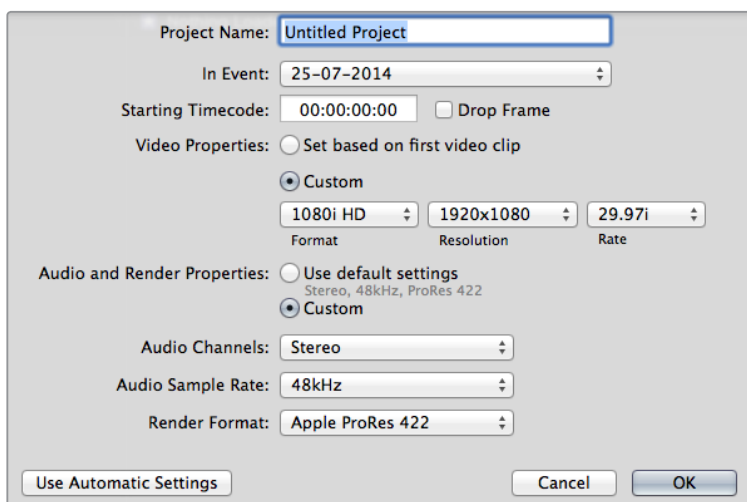 Project Name: Untitled Project
In Event: 25-07-2014
Starting Timecode: 00:00:00:00 Drop Frame
Video Properties: Set based on first video clip
Custom
1080i HD 1920x1080 29.97i
Format Resolution Rate
Audio and Render Properties: Use default settings
Stereo, 48kHz, ProRes 422
Custom
Audio Channels: Stereo
Audio Sample Rate: 48kHz
Render Format: Apple ProRes 422
Use Automatic Settings Cancel OK